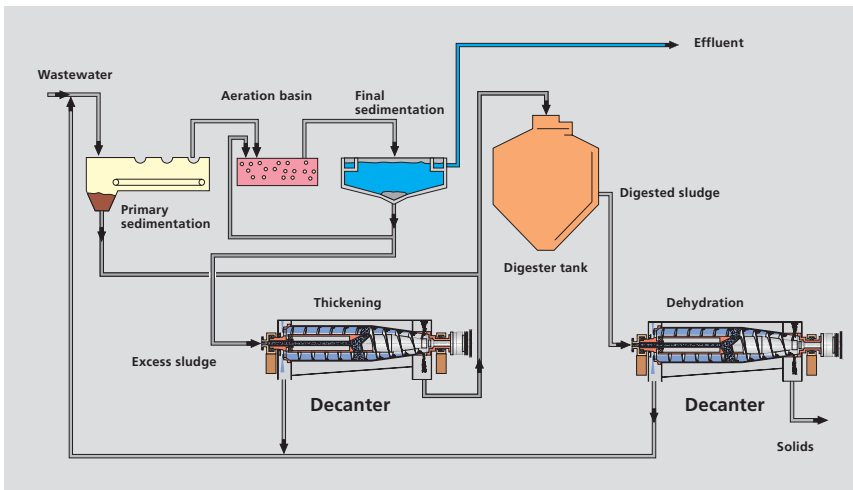 Effluent
Wastewater
Aeration basin
Final
sedimentation
Primary
sedimentation
Digested sludge
Digester tank
Thickening
Dehydration
Excess sludge
Decanter
Decanter
Solids